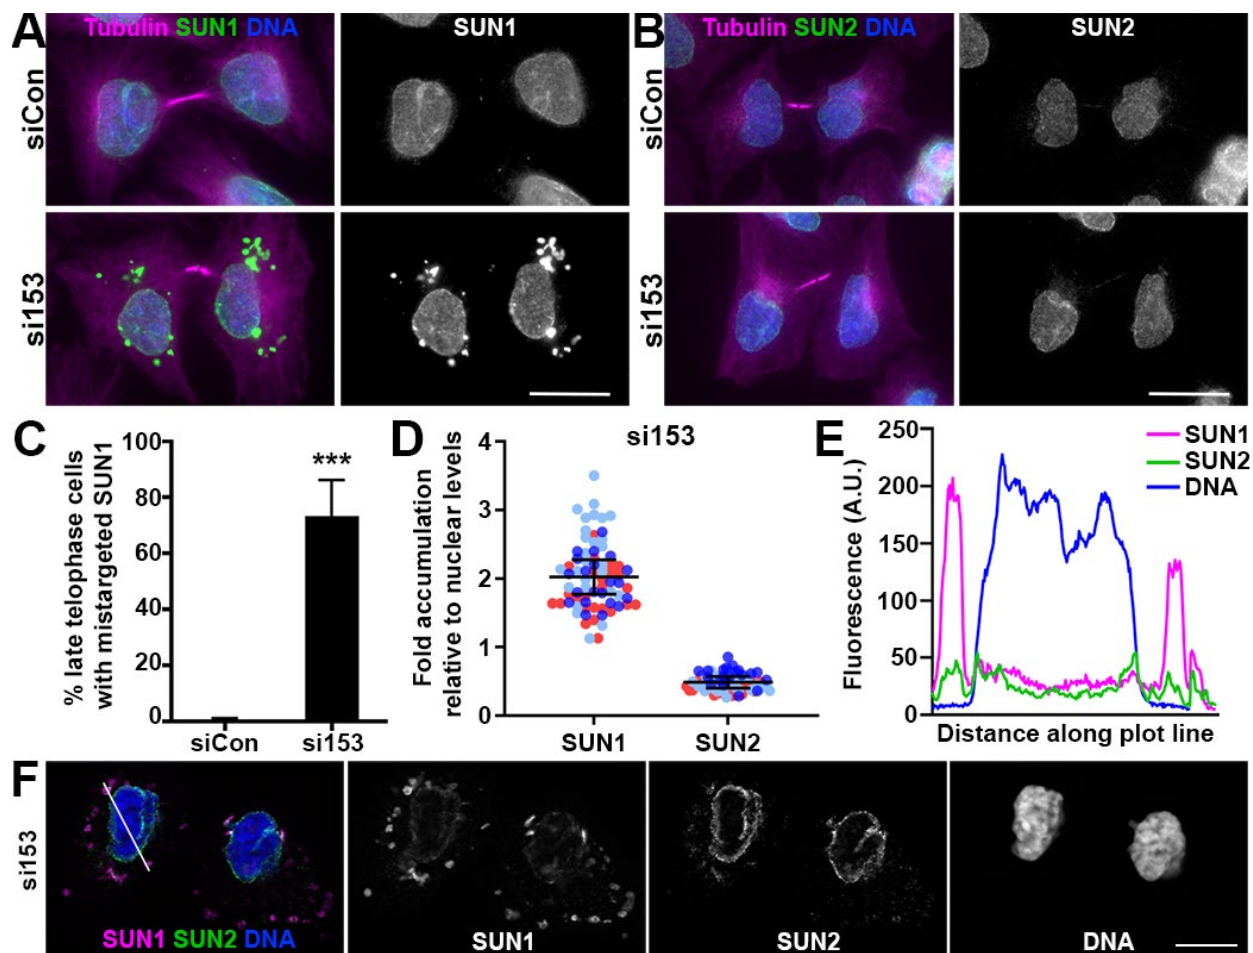 A
Tubulin SUN1 DNA
SUN1
B
Tubulin SUN2 DNA
SUN2
siCon
siCon
si153
si153
C
% late telophase cells
with mistargeted SUN1
100
80
60
40
20
0
***
siCon
si153
D
si153
Fold accumulation
relative to nuclear levels
4
3
2
1
0
SUN1
SUN2
E
Fluorescence (A.U.)
250
200
150
100
50
0
SUN1
SUN2
DNA
Distance along plot line
F
si153
SUN1 SUN2 DNA
SUN1
SUN2
DNA